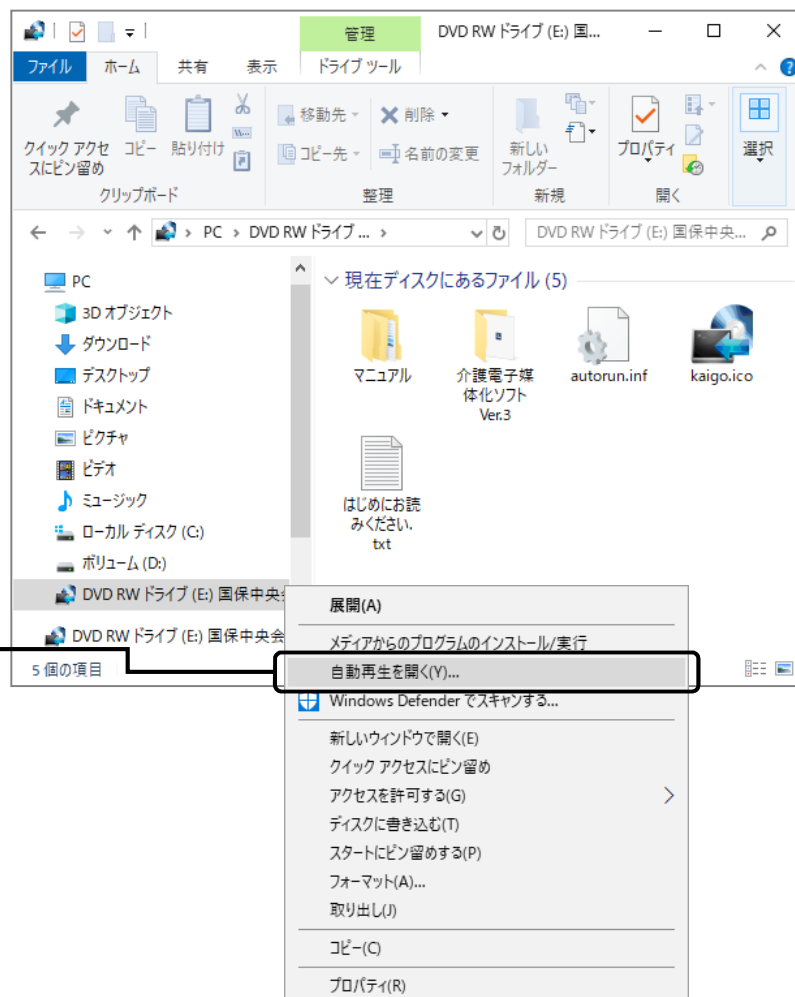 管理
DVD RW ドライブ (E:) 国...
ファイル
ホーム
共有
表示
ドライブ ツール
クイック アクセ
スにピン留め
コピー
貼り付け
移動先
コピー先
削除
名前の変更
新しい
フォルダー
プロパティ
選択
クリップボード
整理
新規
開く
PC › DVD RW ドライブ ... ›
DVD RW ドライブ (E:) 国保中央...
PC
3D オブジェクト
ダウンロード
デスクトップ
ドキュメント
ピクチャ
ビデオ
ミュージック
ローカル ディスク (C:)
ボリューム (D:)
DVD RW ドライブ (E:) 国保中央
DVD RW ドライブ (E:) 国保中央会
5 個の項目
現在ディスクにあるファイル (5)
マニュアル
介護電子媒
体化ソフト
Ver.3
autorun.inf
kaigo.ico
はじめにお読
みください.
txt
展開(A)
メディアからのプログラムのインストール/実行
自動再生を開く(Y)...
Windows Defender でスキャンする...
新しいウィンドウで開く(E)
クイック アクセスにピン留め
アクセスを許可する(G)
ディスクに書き込む(T)
スタートにピン留めする(P)
フォーマット(A)...
取り出し(J)
コピー(C)
プロパティ(R)